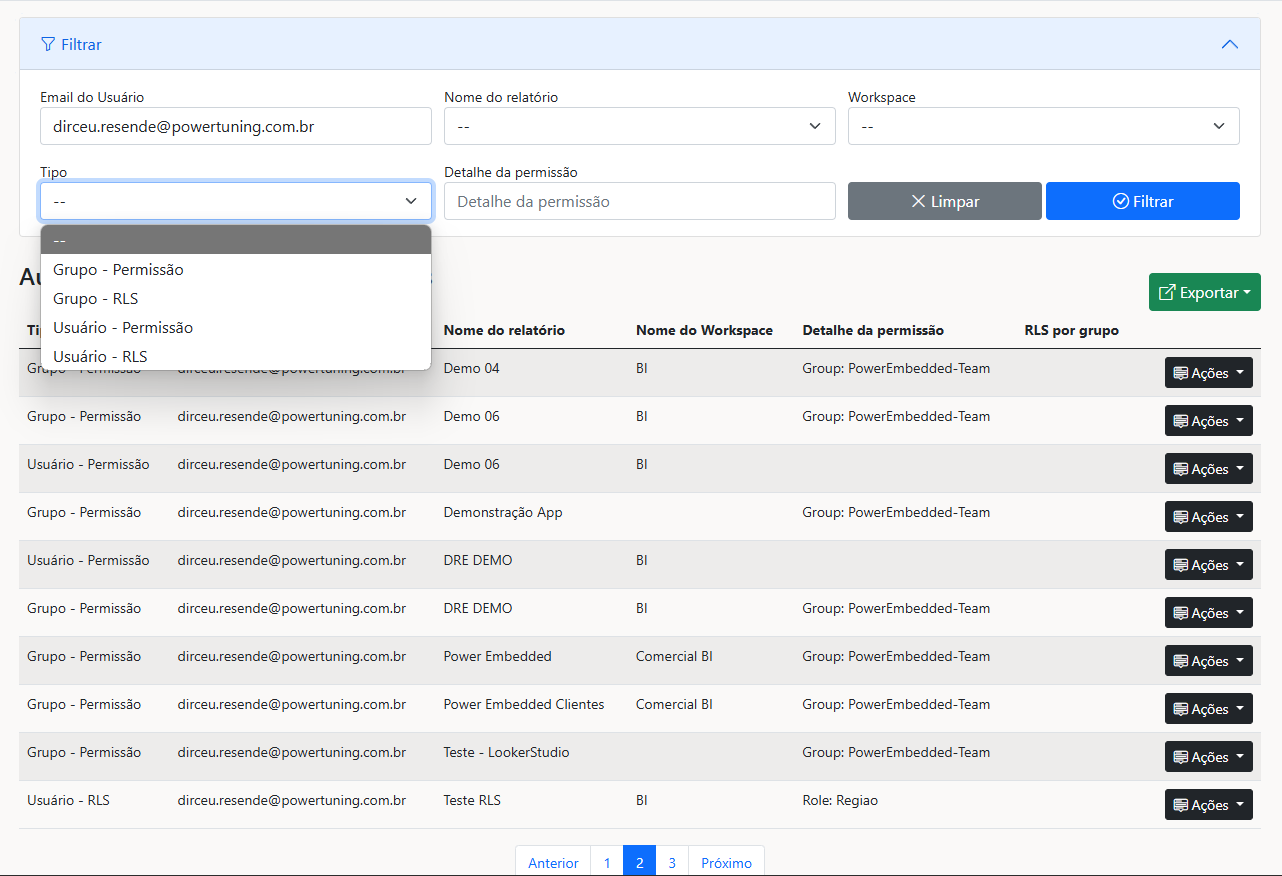 Filtrar
Email do Usuário Nome do relatório Workspace
dirceu.resende@powertuning.com.br -- --
Tipo Detalhe da permissão
-- Detalhe da permissão Limpar Filtrar
--
Grupo - Permissão
Grupo - RLS
Usuário - Permissão
Usuário - RLS
Exportar
Nome do relatório Nome do Workspace Detalhe da permissão RLS por grupo
Grupo - Permissão dirceu.resende@powertuning.com.br Demo 04 BI Group: PowerEmbedded-Team Ações
Grupo - Permissão dirceu.resende@powertuning.com.br Demo 06 BI Group: PowerEmbedded-Team Ações
Usuário - Permissão dirceu.resende@powertuning.com.br Demo 06 BI Ações
Grupo - Permissão dirceu.resende@powertuning.com.br Demonstração App Group: PowerEmbedded-Team Ações
Usuário - Permissão dirceu.resende@powertuning.com.br DRE DEMO BI Ações
Grupo - Permissão dirceu.resende@powertuning.com.br DRE DEMO BI Group: PowerEmbedded-Team Ações
Grupo - Permissão dirceu.resende@powertuning.com.br Power Embedded Comercial BI Group: PowerEmbedded-Team Ações
Grupo - Permissão dirceu.resende@powertuning.com.br Power Embedded Clientes Comercial BI Group: PowerEmbedded-Team Ações
Grupo - Permissão dirceu.resende@powertuning.com.br Teste - LookerStudio Group: PowerEmbedded-Team Ações
Usuário - RLS dirceu.resende@powertuning.com.br Teste RLS BI Role: Regiao Ações
Anterior 1 2 3 Próximo